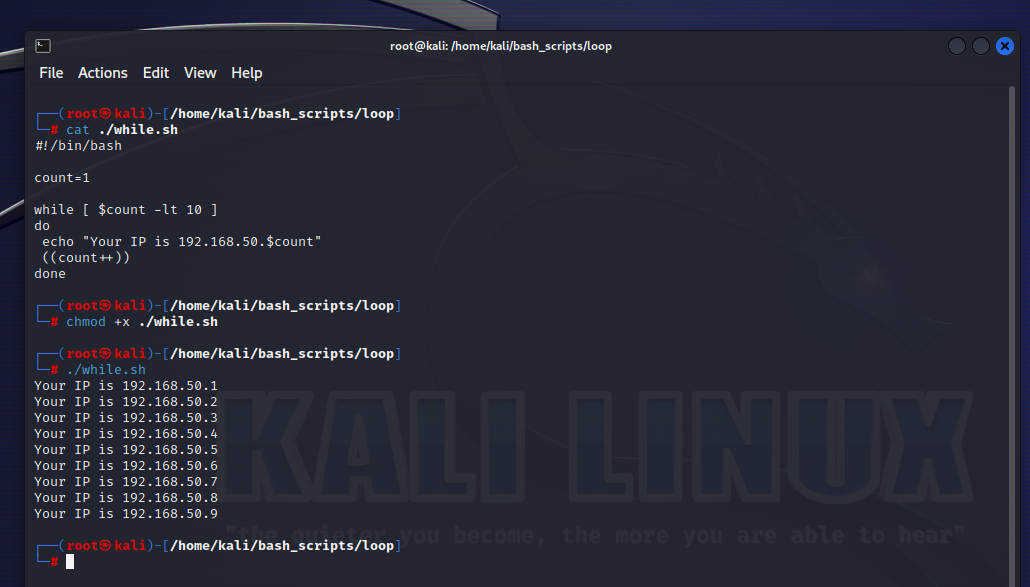 root@kali: /home/kali/bash_scripts/loop
File Actions Edit View Help
┌──(root㉿kali)-[/home/kali/bash_scripts/loop]
└─# cat ./while.sh
#!/bin/bash
count=1
while [ $count -lt 10 ]
do
 echo "Your IP is 192.168.50.$count"
 ((count++))
done
┌──(root㉿kali)-[/home/kali/bash_scripts/loop]
└─# chmod +x ./while.sh
┌──(root㉿kali)-[/home/kali/bash_scripts/loop]
└─# ./while.sh
Your IP is 192.168.50.1
Your IP is 192.168.50.2
Your IP is 192.168.50.3
Your IP is 192.168.50.4
Your IP is 192.168.50.5
Your IP is 192.168.50.6
Your IP is 192.168.50.7
Your IP is 192.168.50.8
Your IP is 192.168.50.9
┌──(root㉿kali)-[/home/kali/bash_scripts/loop]
└─#
KALI LINUX
"the quieter you become, the more you are able to hear"